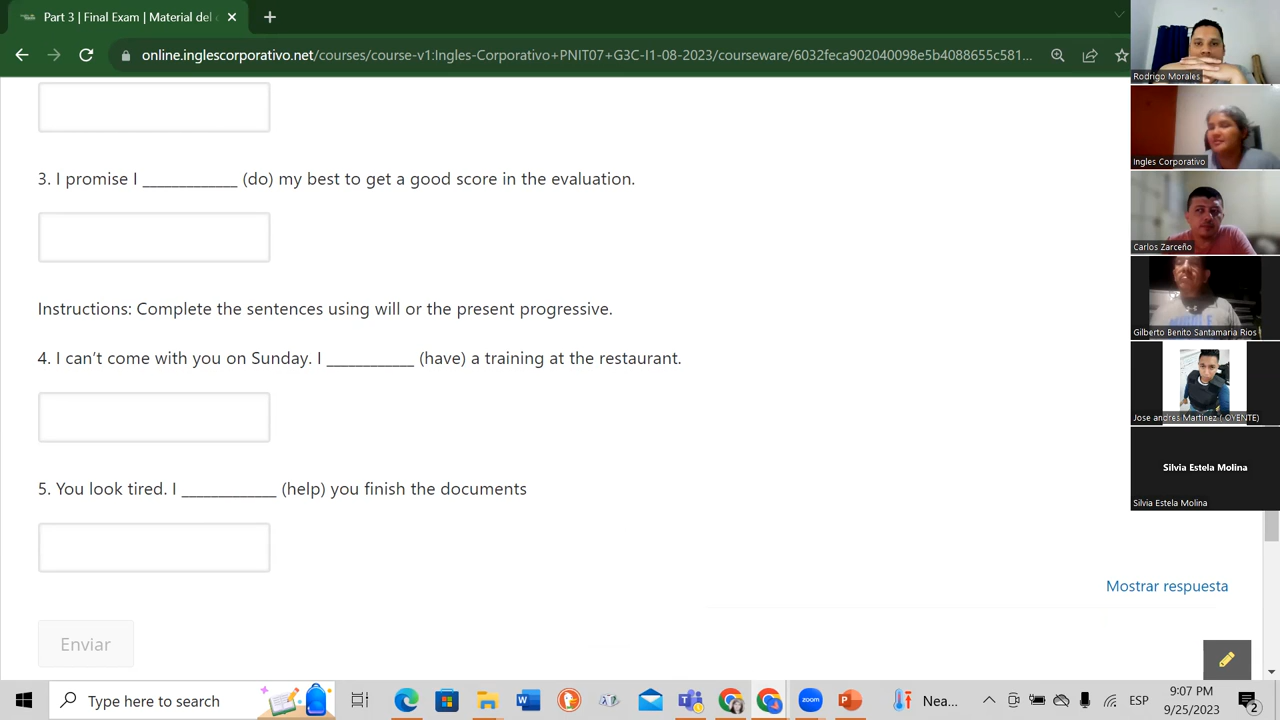 Part 3 | Final Exam | Material del c
online.inglescorporativo.net/courses/course-v1:Ingles-Corporativo+PNIT07+G3C-I1-08-2023/courseware/6032feca902040098e5b4088655c581...
3. I promise I _____________ (do) my best to get a good score in the evaluation.
Instructions: Complete the sentences using will or the present progressive.
4. I can’t come with you on Sunday. I ____________ (have) a training at the restaurant.
5. You look tired. I _____________ (help) you finish the documents
Mostrar respuesta
Enviar
Rodrigo Morales
Ingles Corporativo
Carlos Zarceño
Gilberto Benito Santamaria Rios
Jose andres Martinez ( OYENTE)
Silvia Estela Molina
Silvia Estela Molina
Type here to search
zoom
Nea...
ESP
9:07 PM
9/25/2023
2